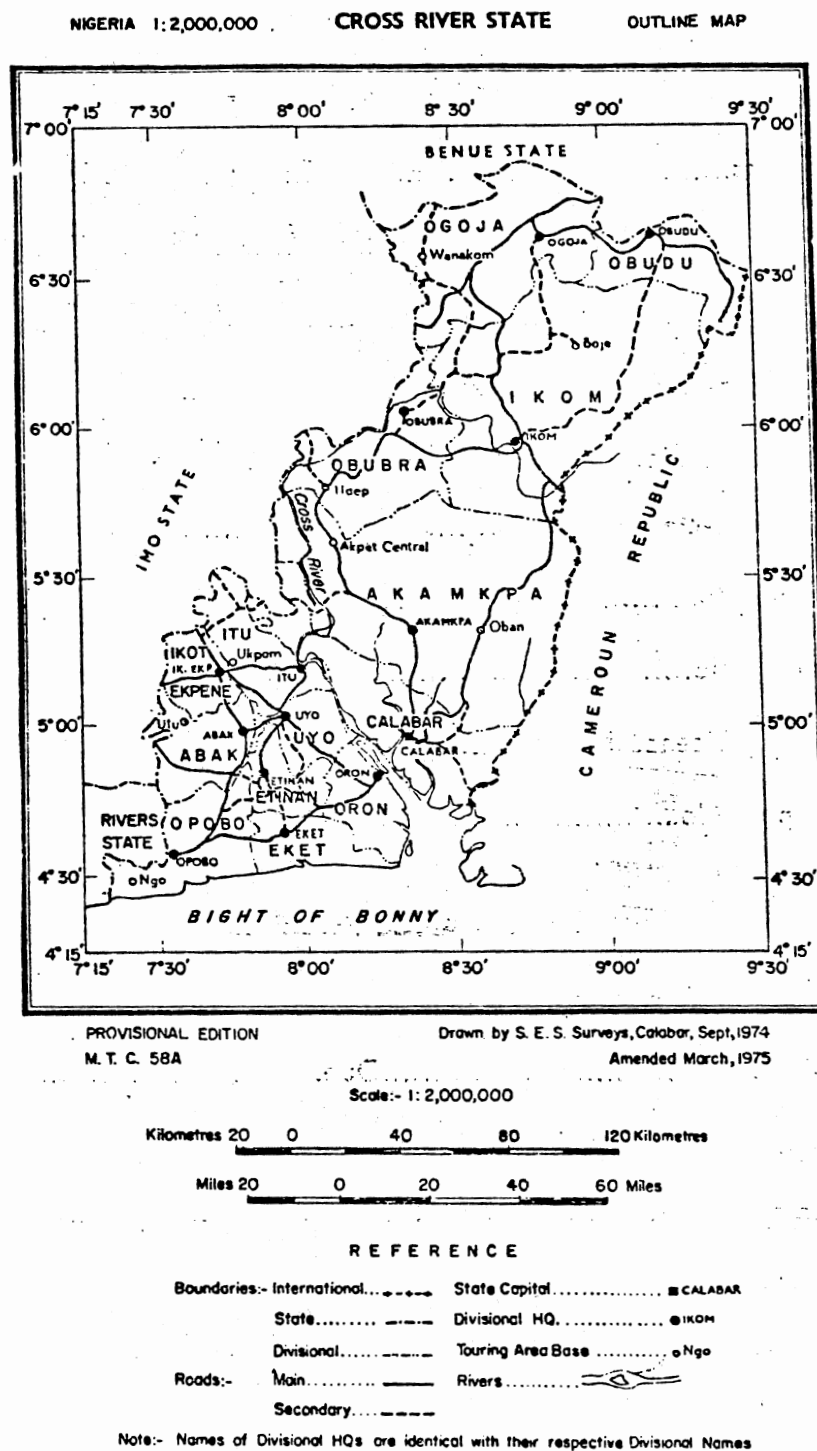 NIGERIA 1:2,000,000 . CROSS RIVER STATE OUTLINE MAP
7° 15' 7° 30' 8° 00' 8° 30' 9° 00' 9° 30'
7° 00' 7° 00'
BENUE STATE
OGOJA
OGOJA OBUDU
Wanakom
OBUDU
6° 30' 6° 30'
Boje
IKOM
OBUBRA
6° 00' IKOM 6° 00'
OBUBRA
REPUBLIC
IMO STATE
Cross River
Akpet Central
5° 30' 5° 30'
AKAMKPA
AKAMKPA Oban
ITU
IKOT Ukpom
IK. EKP. ITU
EKPENE
CAMEROUN
Utu UYO CALABAR
5° 00' 5° 00'
ABAK UYO CALABAR
ABAK
ETINAN ORON
ETINAN
ORON
RIVERS STATE OPOBO
EKET
EKET
OPOBO
4° 30' Ngo 4° 30'
BIGHT OF BONNY
4° 15' 4° 15'
7° 15' 7° 30' 8° 00' 8° 30' 9° 00' 9° 30'
PROVISIONAL EDITION Drawn by S. E. S. Surveys, Calabar, Sept, 1974
M. T. C. 58A Amended March, 1975
Scale:- 1: 2,000,000
Kilometres 20 0 40 80 120 Kilometres
Miles 20 0 20 40 60 Miles
REFERENCE
Boundaries:- International... State Capital............... CALABAR
State......... Divisional HQ............. IKOM
Divisional..... Touring Area Base ......... Ngo
Roads:- Main.......... Rivers..........
Secondary....
Note:- Names of Divisional HQs are identical with their respective Divisional Names